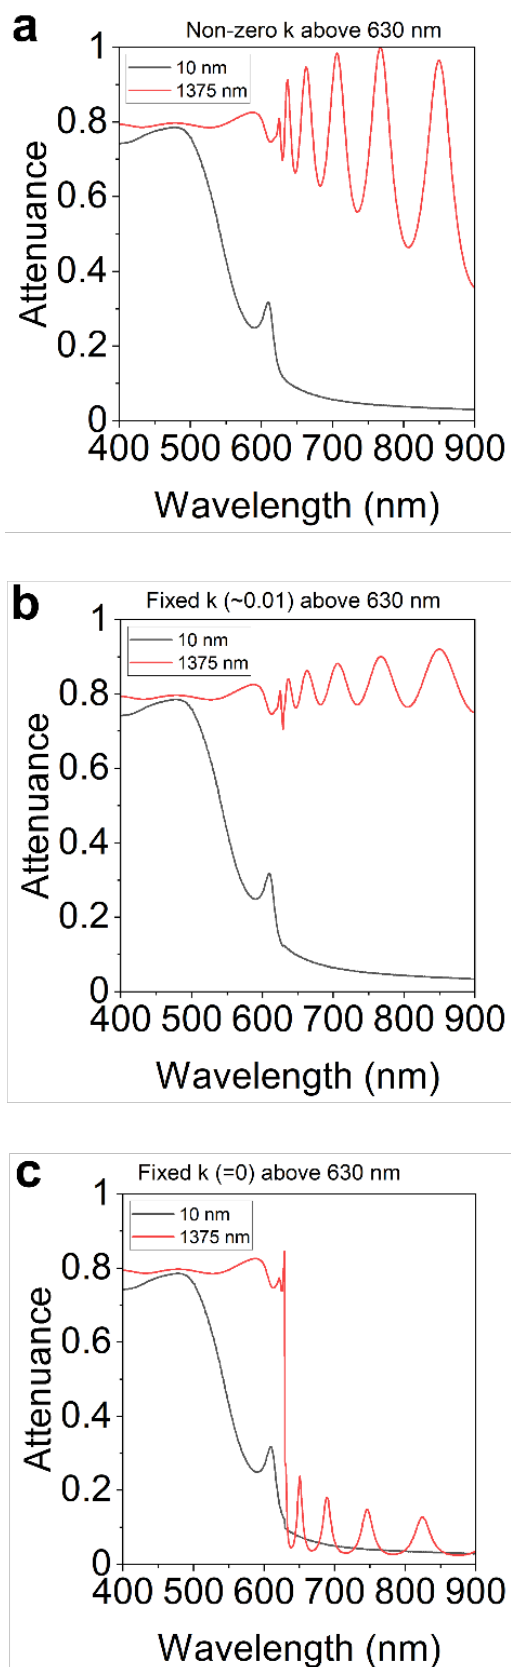 a
Non-zero k above 630 nm
10 nm
1375 nm
1
0.8
0.6
0.4
0.2
0
Attenuance
400 500 600 700 800 900
Wavelength (nm)
b
Fixed k (~0.01) above 630 nm
10 nm
1375 nm
1
0.8
0.6
0.4
0.2
0
Attenuance
400 500 600 700 800 900
Wavelength (nm)
c
Fixed k (=0) above 630 nm
10 nm
1375 nm
1
0.8
0.6
0.4
0.2
0
Attenuance
400 500 600 700 800 900
Wavelength (nm)